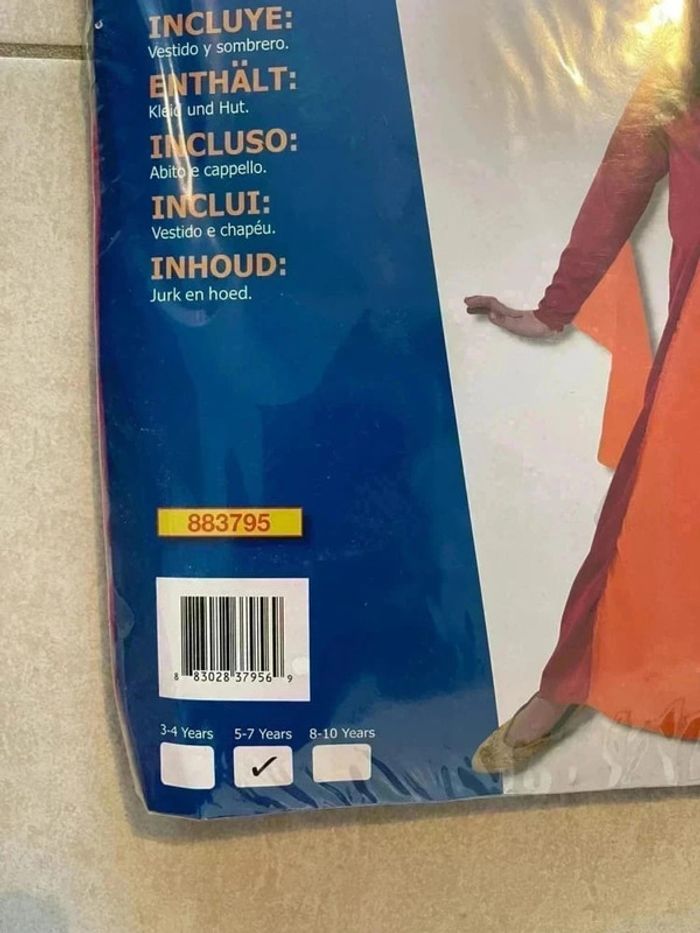 INCLUYE:
Vestido y sombrero.
ENTHÄLT:
Kleid und Hut.
INCLUSO:
Abito e cappello.
INCLUI:
Vestido e chapéu.
INHOUD:
Jurk en hoed.
883795
8 83028 37956 9
3-4 Years 5-7 Years 8-10 Years
✓